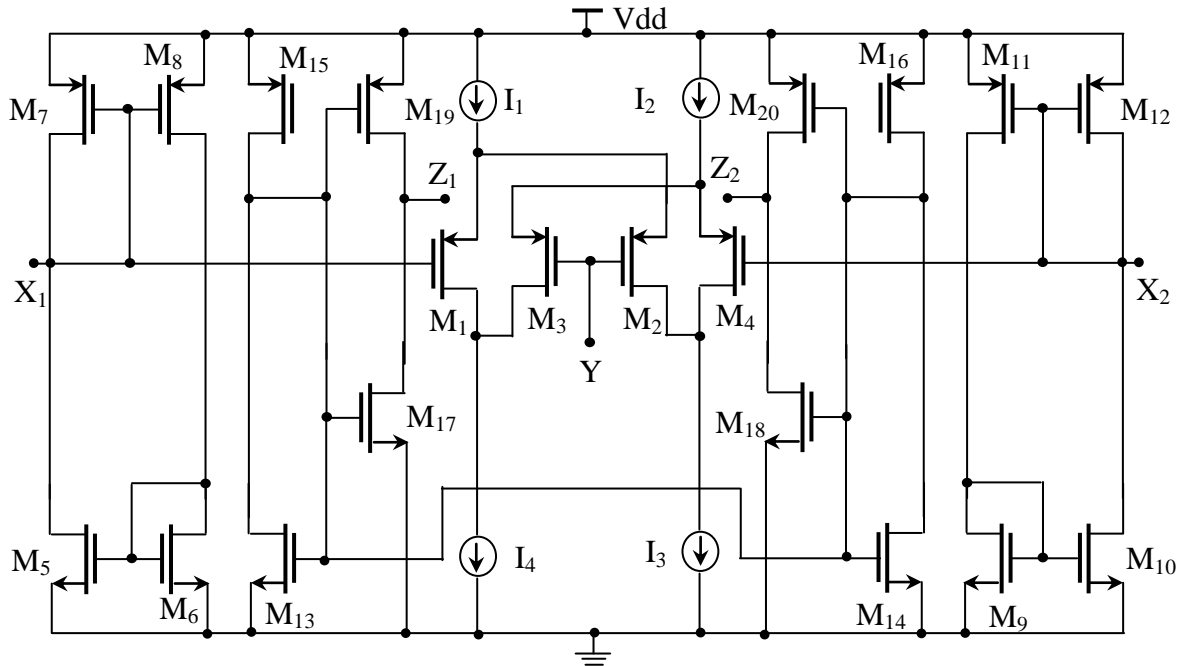 Vdd
M₈
M₁₅
M₁₆
M₁₁
M₇
M₁₉
I₁
I₂
M₂₀
M₁₂
Z₁
Z₂
X₁
X₂
M₁
M₃
M₂
M₄
Y
M₁₇
M₁₈
M₅
I₄
I₃
M₁₀
M₆
M₁₃
M₁₄
M₉